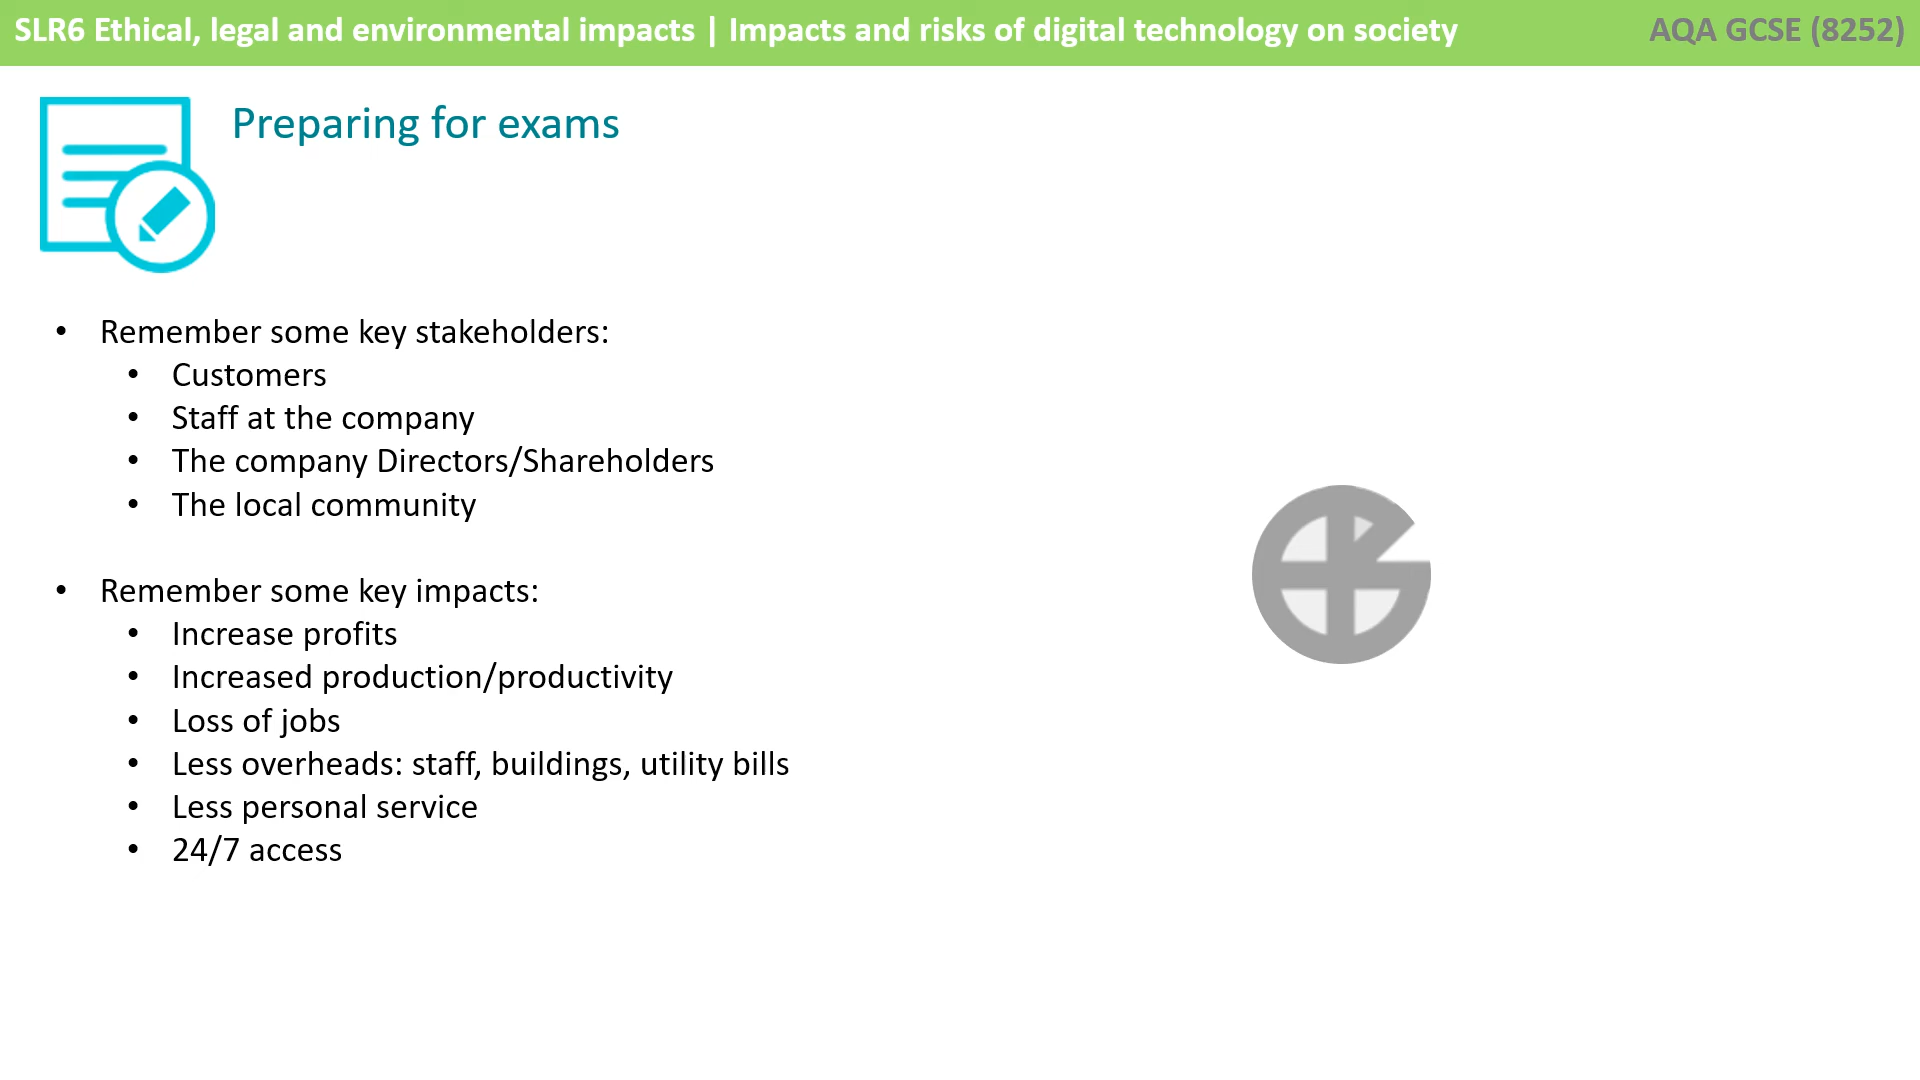 SLR6 Ethical, legal and environmental impacts | Impacts and risks of digital technology on society
AQA GCSE (8252)
Preparing for exams
• Remember some key stakeholders:
• Customers
• Staff at the company
• The company Directors/Shareholders
• The local community
• Remember some key impacts:
• Increase profits
• Increased production/productivity
• Loss of jobs
• Less overheads: staff, buildings, utility bills
• Less personal service
• 24/7 access